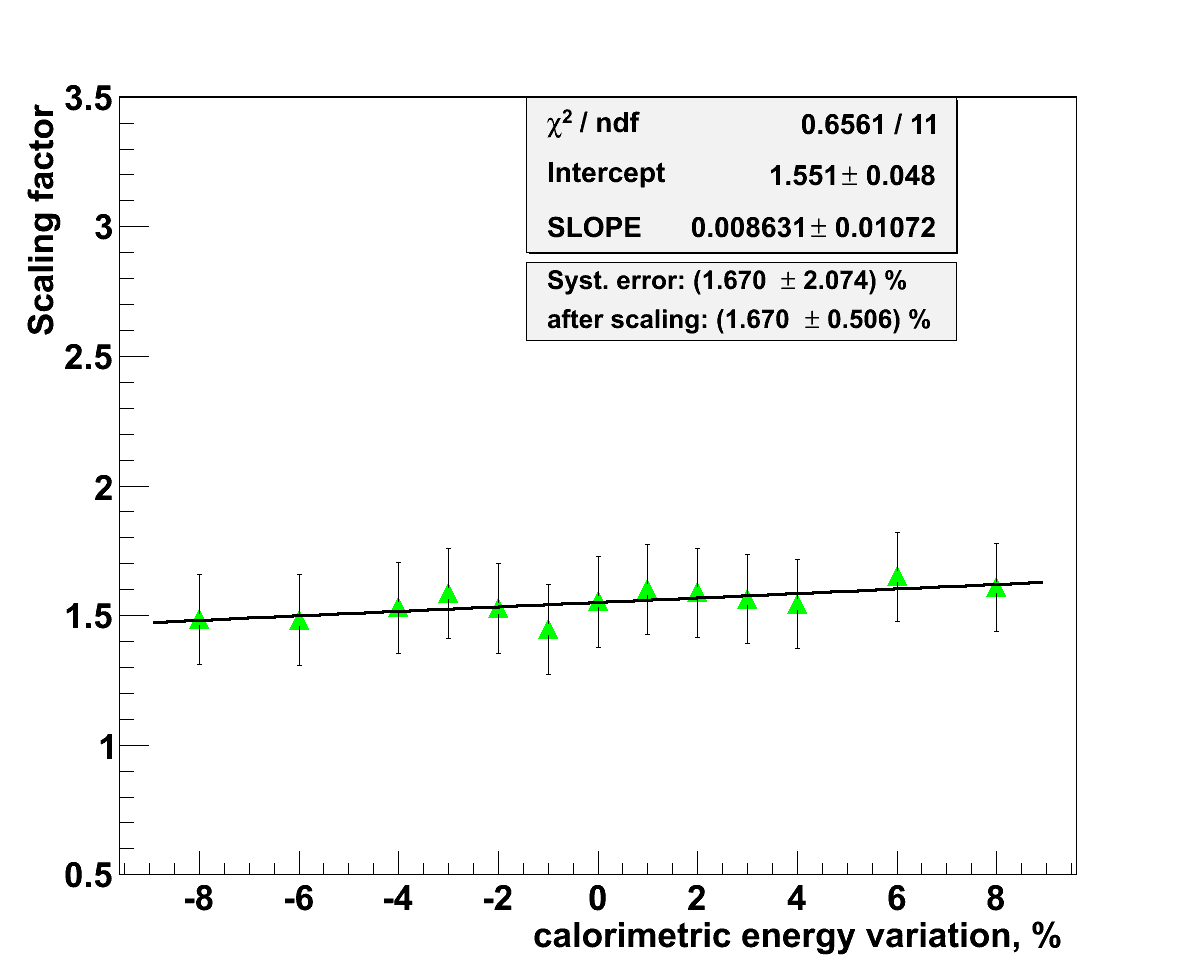 3.5
3
2.5
2
1.5
1
0.5
Scaling factor
χ² / ndf 0.6561 / 11
Intercept 1.551 ± 0.048
SLOPE 0.008631 ± 0.01072
Syst. error: (1.670 ± 2.074) %
after scaling: (1.670 ± 0.506) %
-8 -6 -4 -2 0 2 4 6 8
calorimetric energy variation, %